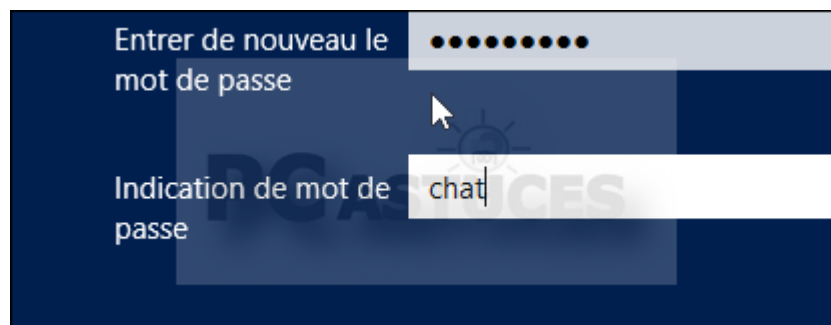 Entrer de nouveau le
mot de passe
•••••••••
Indication de mot de
passe
chat
PC ASTUCES